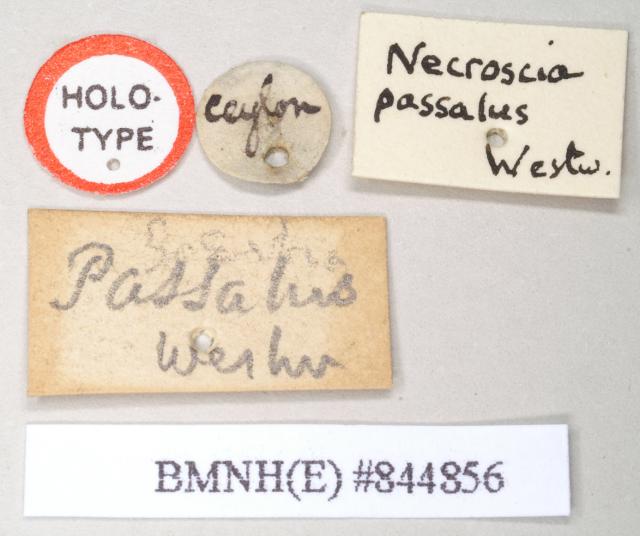 HOLO-
TYPE
Ceylon
Necroscia
passalus
Westw.
Passalus
Westw
BMNH(E) #844856